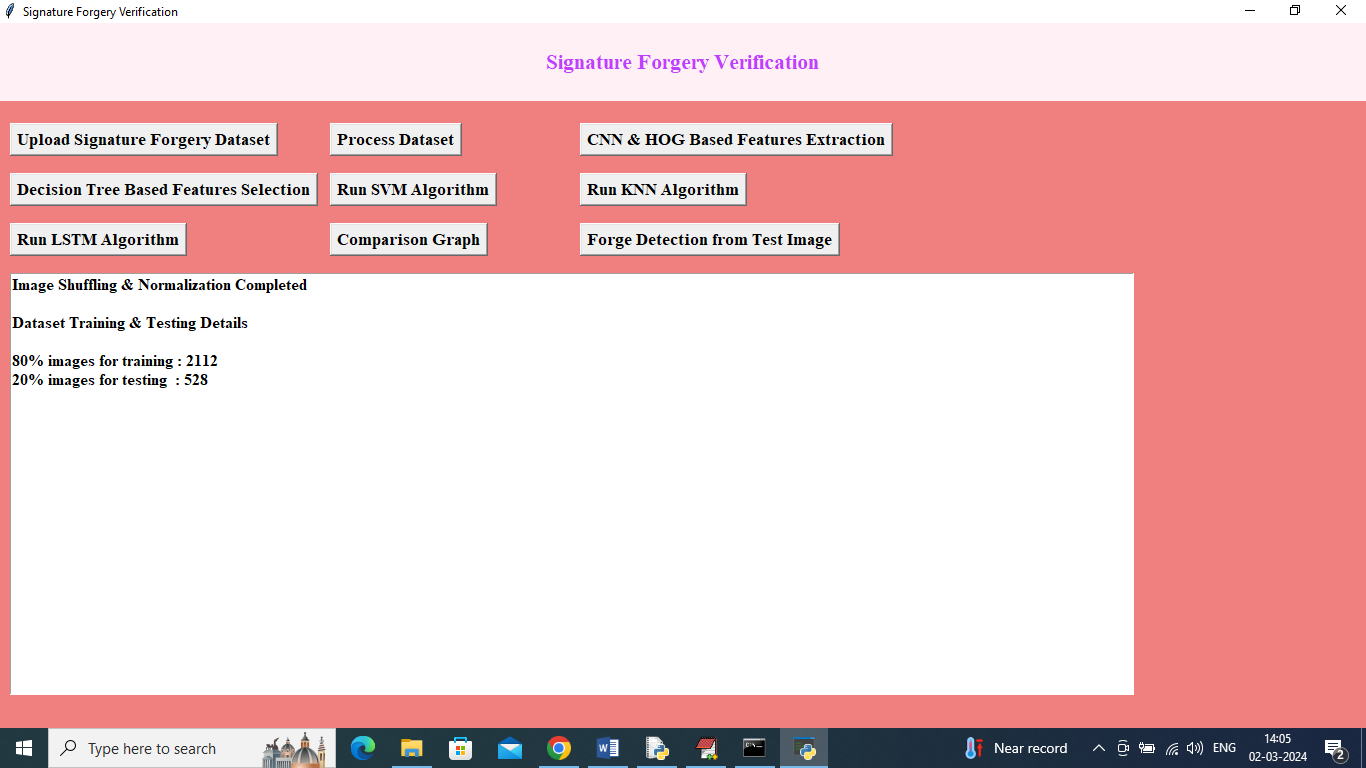 Signature Forgery Verification
Signature Forgery Verification
Upload Signature Forgery Dataset
Process Dataset
CNN & HOG Based Features Extraction
Decision Tree Based Features Selection
Run SVM Algorithm
Run KNN Algorithm
Run LSTM Algorithm
Comparison Graph
Forge Detection from Test Image
Image Shuffling & Normalization Completed
Dataset Training & Testing Details
80% images for training : 2112
20% images for testing  : 528
Type here to search
Near record
ENG
14:05
02-03-2024
2